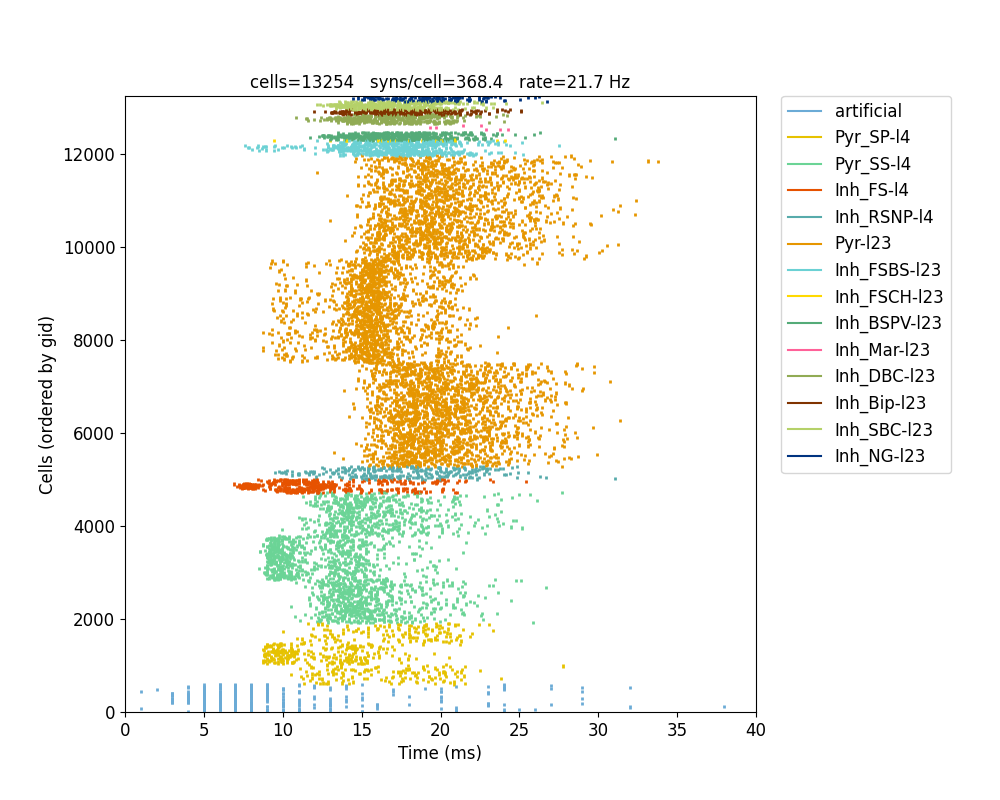 cells=13254 syns/cell=368.4 rate=21.7 Hz
Cells (ordered by gid)
12000
10000
8000
6000
4000
2000
0
0 5 10 15 20 25 30 35 40
Time (ms)
artificial
Pyr_SP-l4
Pyr_SS-l4
Inh_FS-l4
Inh_RSNP-l4
Pyr-l23
Inh_FSBS-l23
Inh_FSCH-l23
Inh_BSPV-l23
Inh_Mar-l23
Inh_DBC-l23
Inh_Bip-l23
Inh_SBC-l23
Inh_NG-l23